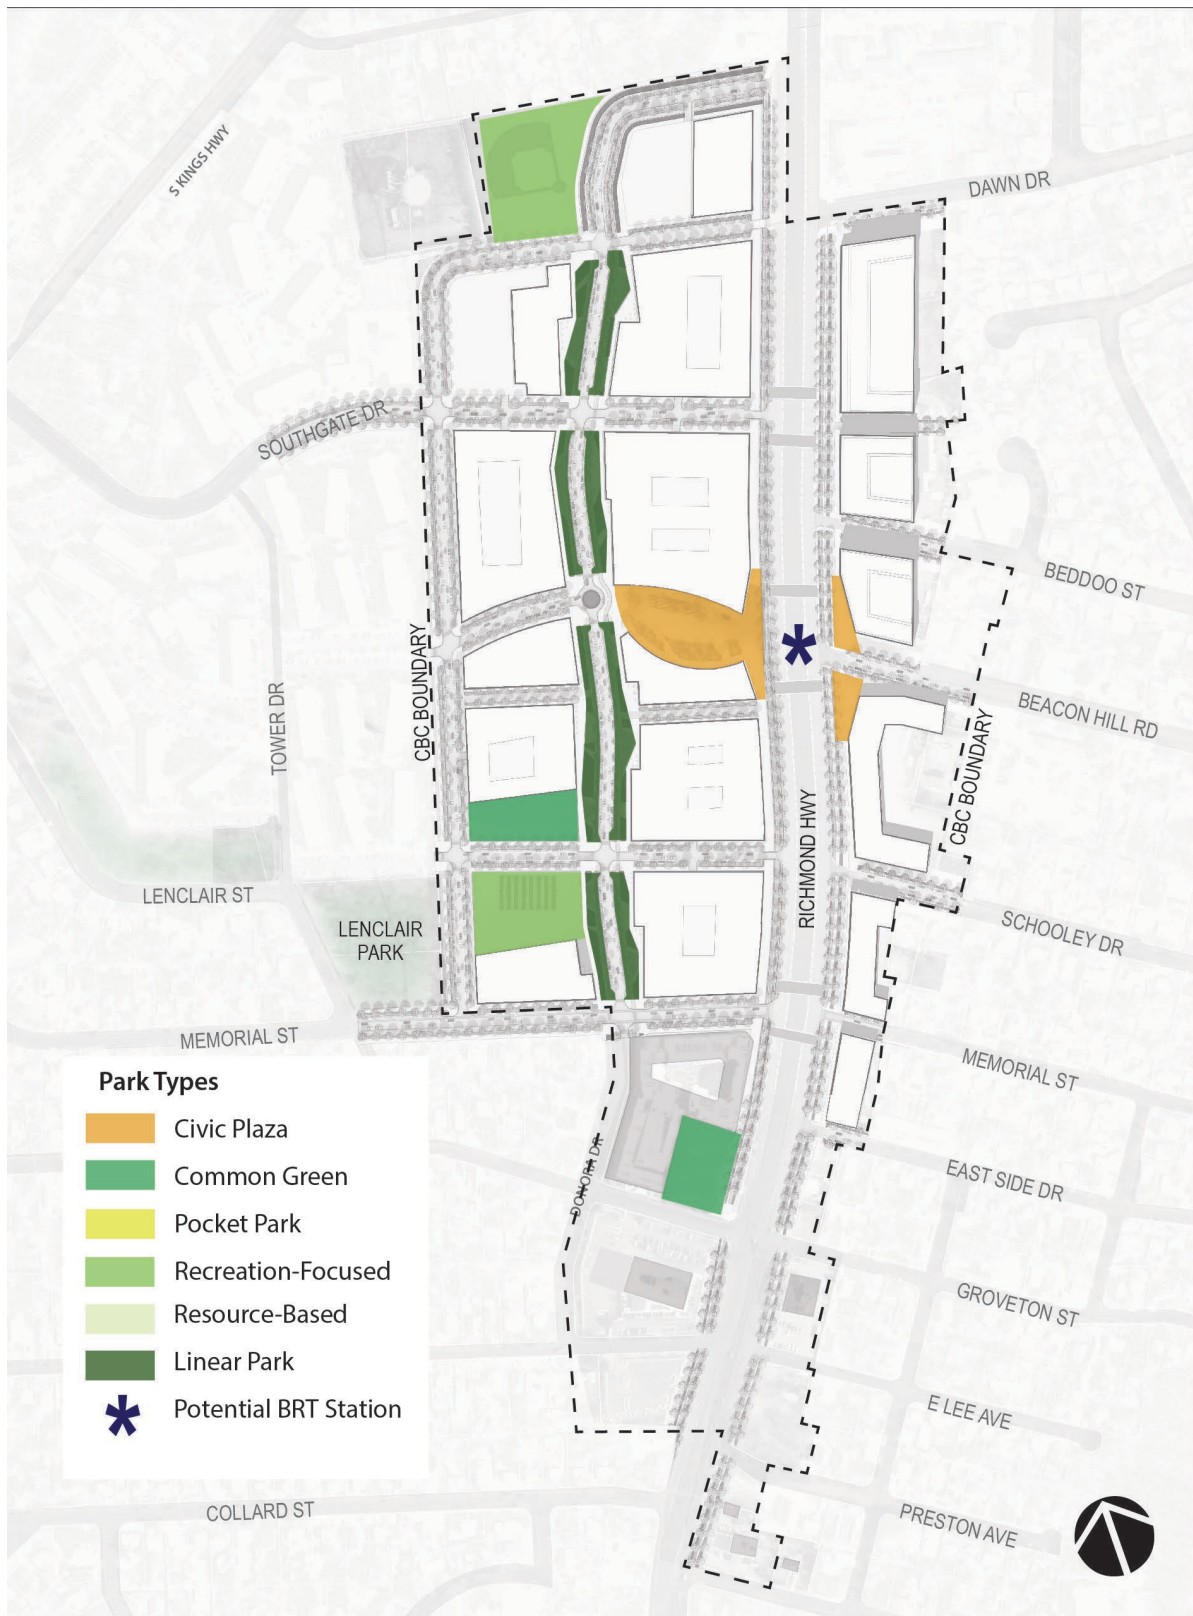 S KINGS HWY
DAWN DR
SOUTHGATE DR
BEDDOO ST
CBC BOUNDARY
TOWER DR
BEACON HILL RD
CBC BOUNDARY
RICHMOND HWY
LENCLAIR ST
LENCLAIR
PARK
SCHOOLEY DR
MEMORIAL ST
MEMORIAL ST
DONORA DR
EAST SIDE DR
GROVETON ST
E LEE AVE
PRESTON AVE
COLLARD ST
Park Types
Civic Plaza
Common Green
Pocket Park
Recreation-Focused
Resource-Based
Linear Park
Potential BRT Station